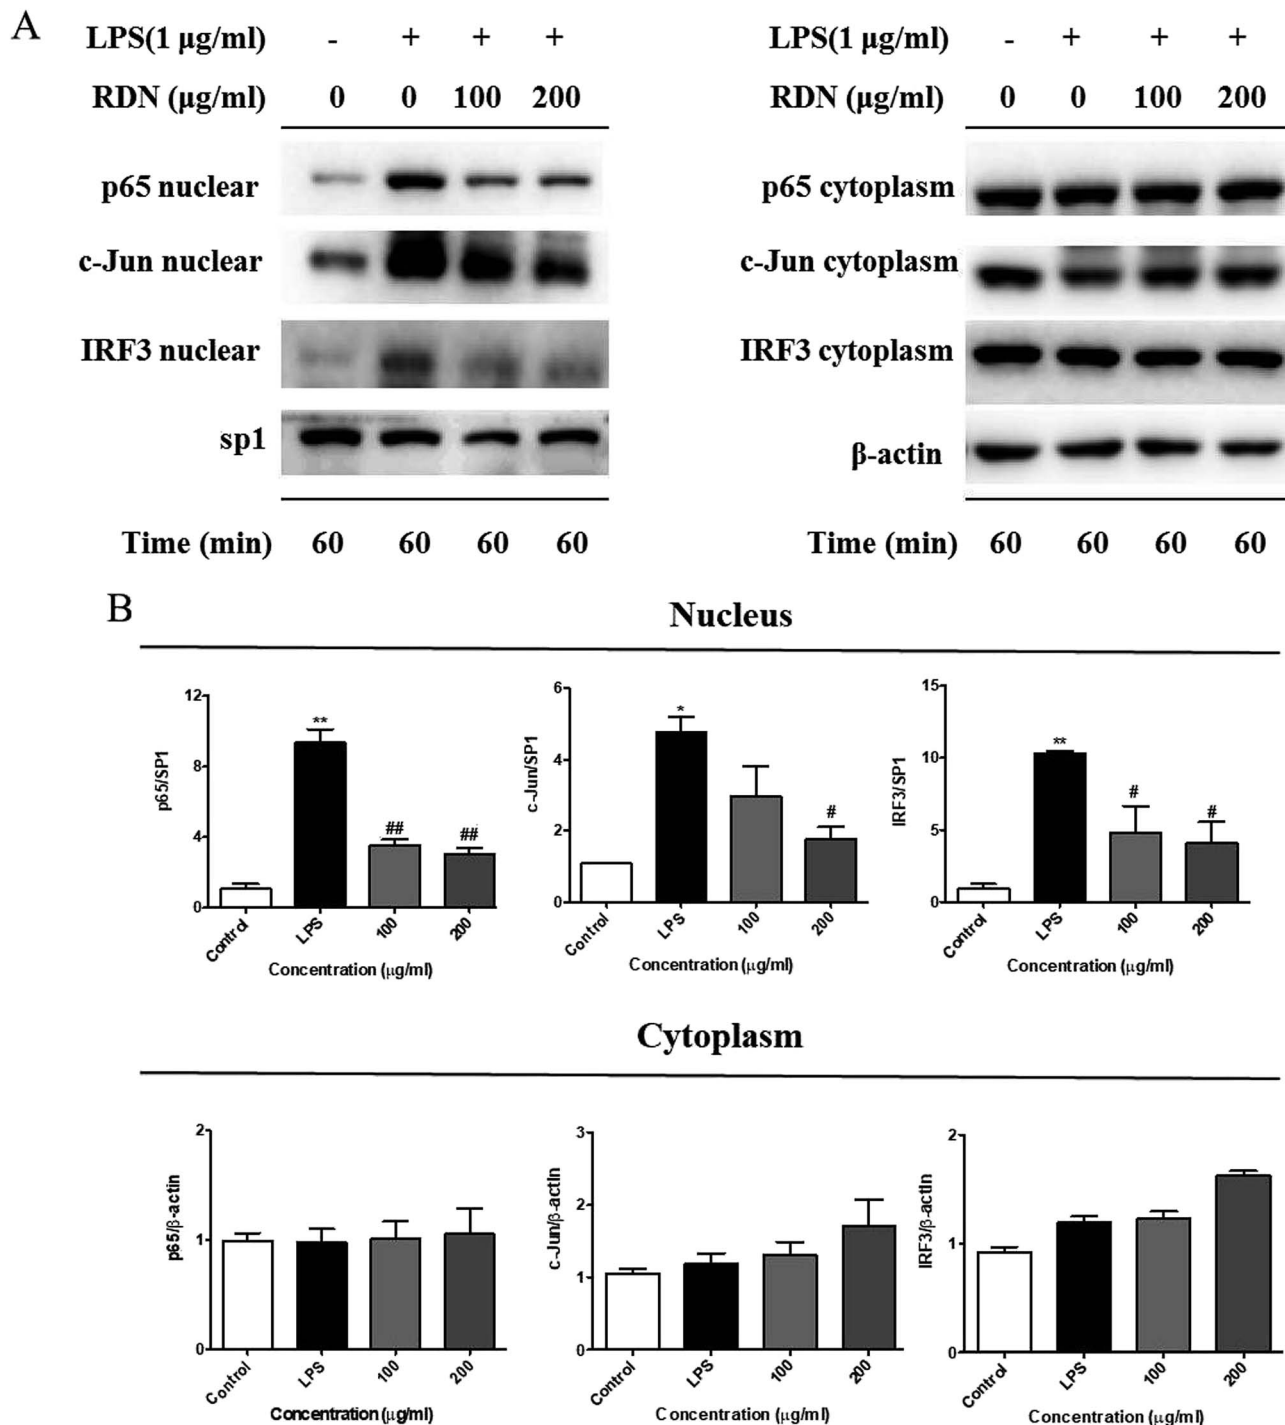 A
LPS(1 μg/ml) - + + +
RDN (μg/ml) 0 0 100 200
p65 nuclear
c-Jun nuclear
IRF3 nuclear
sp1
Time (min) 60 60 60 60
LPS(1 μg/ml) - + + +
RDN (μg/ml) 0 0 100 200
p65 cytoplasm
c-Jun cytoplasm
IRF3 cytoplasm
β-actin
Time (min) 60 60 60 60
B
Nucleus
p65/SP1
12
8
4
0
**
##
##
Control LPS 100 200
Concentration (μg/ml)
c-Jun/SP1
6
4
2
0
*
#
Control LPS 100 200
Concentration (μg/ml)
IRF3/SP1
15
10
5
0
**
#
#
Control LPS 100 200
Concentration (μg/ml)
Cytoplasm
p65/β-actin
2
1
0
Control LPS 100 200
Concentration (μg/ml)
c-Jun/β-actin
3
2
1
0
Control LPS 100 200
Concentration (μg/ml)
IRF3/β-actin
2
1
0
Control LPS 100 200
Concentration (μg/ml)